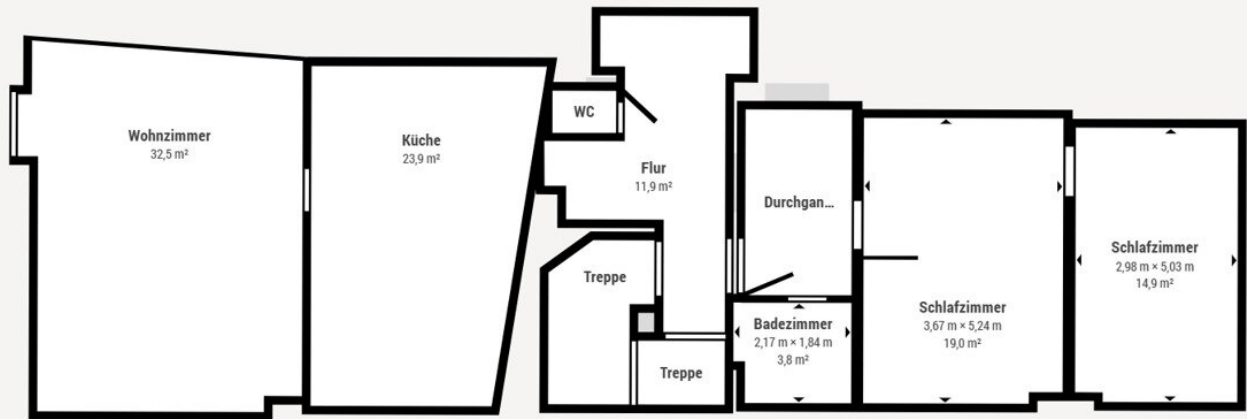 Wohnzimmer
32,5 m²
Küche
23,9 m²
WC
Flur
11,9 m²
Durchgan...
Treppe
Treppe
Badezimmer
2,17 m × 1,84 m
3,8 m²
Schlafzimmer
3,67 m × 5,24 m
19,0 m²
Schlafzimmer
2,98 m × 5,03 m
14,9 m²